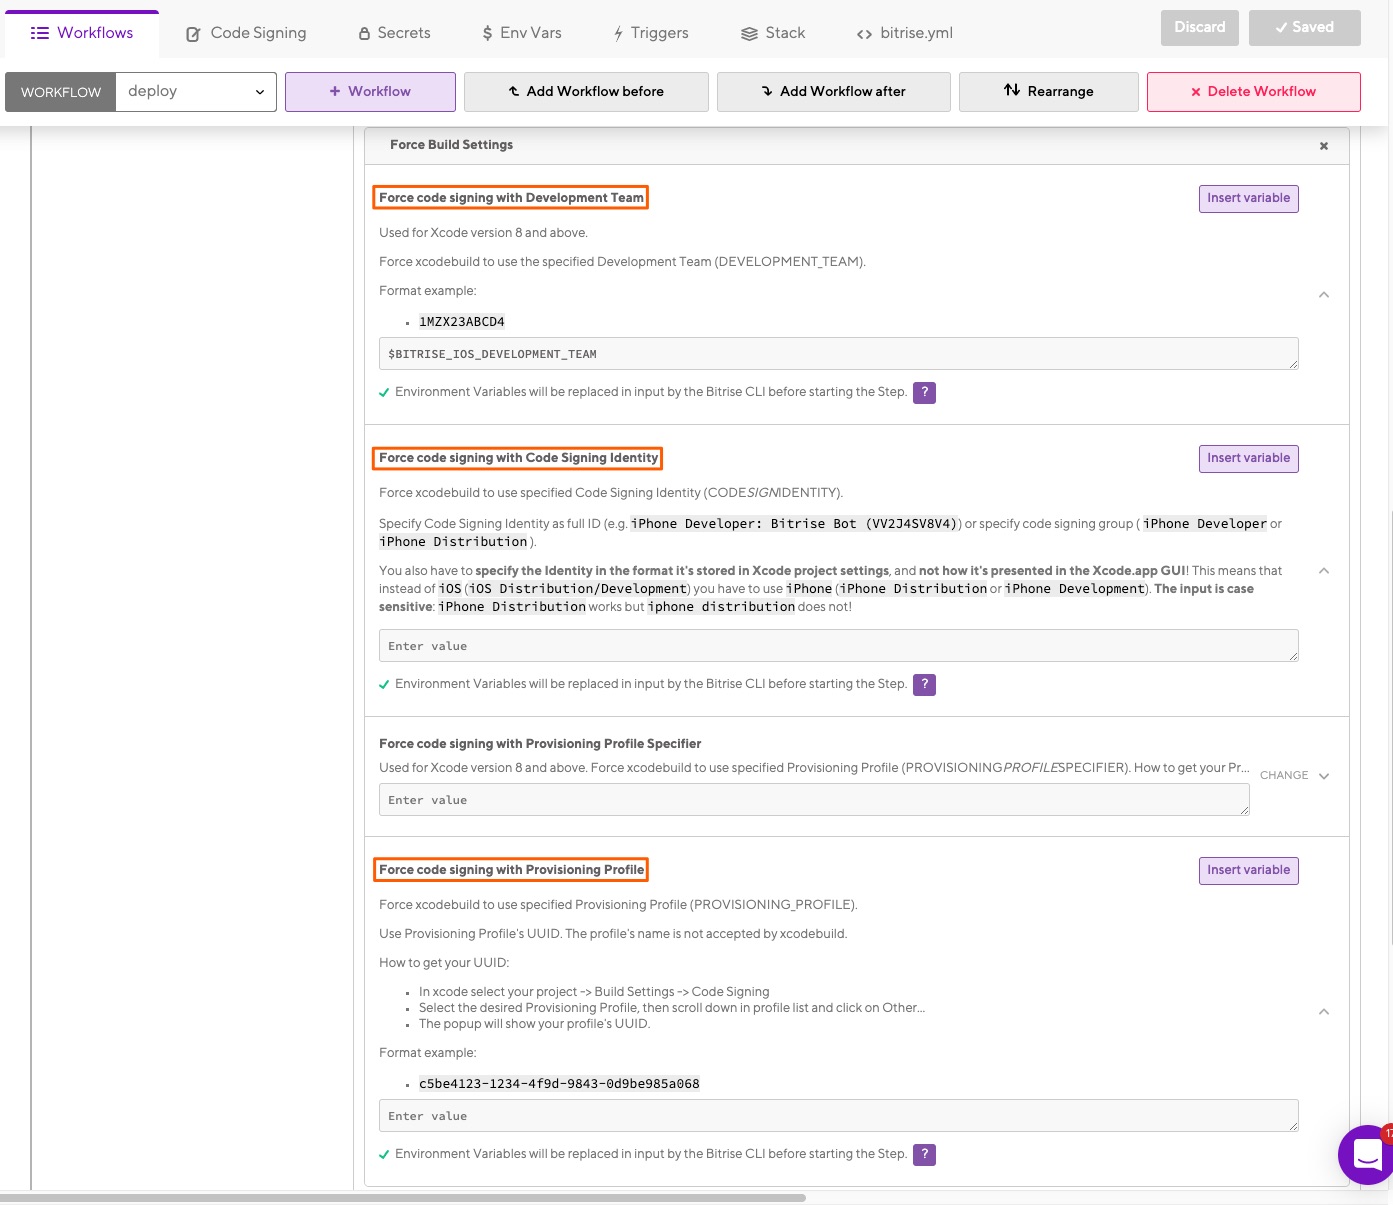 Workflows Code Signing Secrets $ Env Vars Triggers Stack <> bitrise.yml Discard ✓ Saved
WORKFLOW deploy + Workflow Add Workflow before Add Workflow after Rearrange × Delete Workflow
Force Build Settings
Force code signing with Development Team Insert variable
Used for Xcode version 8 and above.
Force xcodebuild to use the specified Development Team (DEVELOPMENT_TEAM).
Format example:
1MZX23ABCD4
$BITRISE_IOS_DEVELOPMENT_TEAM
Environment Variables will be replaced in input by the Bitrise CLI before starting the Step. ?
Force code signing with Code Signing Identity Insert variable
Force xcodebuild to use specified Code Signing Identity (CODESIGNIDENTITY).
Specify Code Signing Identity as full ID (e.g. iPhone Developer: Bitrise Bot (VV2J4SV8V4)) or specify code signing group ( iPhone Developer or
iPhone Distribution ).
You also have to specify the Identity in the format it's stored in Xcode project settings, and not how it's presented in the Xcode.app GUI! This means that
instead of iOS (iOS Distribution/Development) you have to use iPhone (iPhone Distribution or iPhone Development). The input is case
sensitive: iPhone Distribution works but iphone distribution does not!
Enter value
Environment Variables will be replaced in input by the Bitrise CLI before starting the Step. ?
Force code signing with Provisioning Profile Specifier
Used for Xcode version 8 and above. Force xcodebuild to use specified Provisioning Profile (PROVISIONINGPROFILESPECIFIER). How to get your Pr... CHANGE
Enter value
Force code signing with Provisioning Profile Insert variable
Force xcodebuild to use specified Provisioning Profile (PROVISIONING_PROFILE).
Use Provisioning Profile's UUID. The profile's name is not accepted by xcodebuild.
How to get your UUID:
In xcode select your project -> Build Settings -> Code Signing
Select the desired Provisioning Profile, then scroll down in profile list and click on Other...
The popup will show your profile's UUID.
Format example:
c5be4123-1234-4f9d-9843-0d9be985a068
Enter value
Environment Variables will be replaced in input by the Bitrise CLI before starting the Step. ?